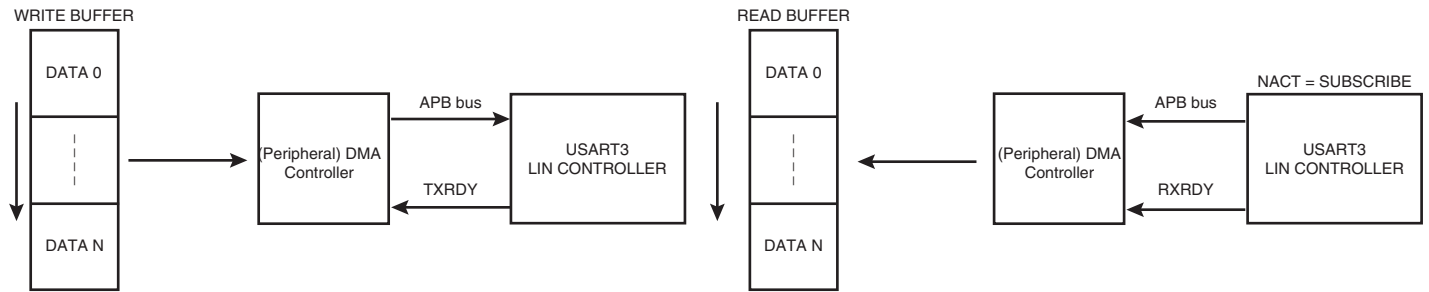 WRITE BUFFER
DATA 0
DATA N
(Peripheral) DMA
Controller
APB bus
TXRDY
USART3
LIN CONTROLLER
READ BUFFER
DATA 0
DATA N
(Peripheral) DMA
Controller
APB bus
RXRDY
NACT = SUBSCRIBE
USART3
LIN CONTROLLER